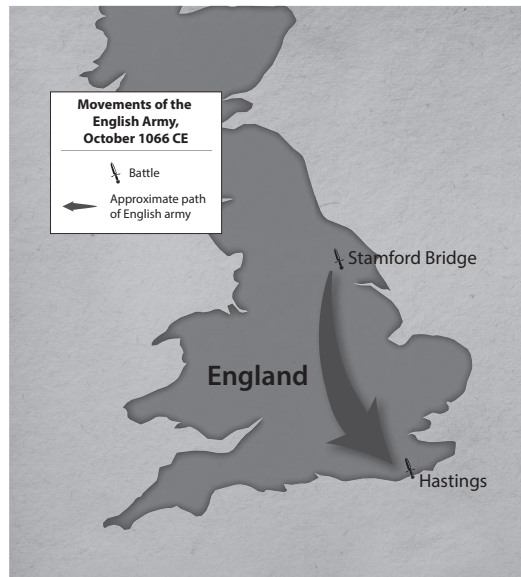 Movements of the
English Army,
October 1066 CE
Battle
Approximate path
of English army
Stamford Bridge
England
Hastings